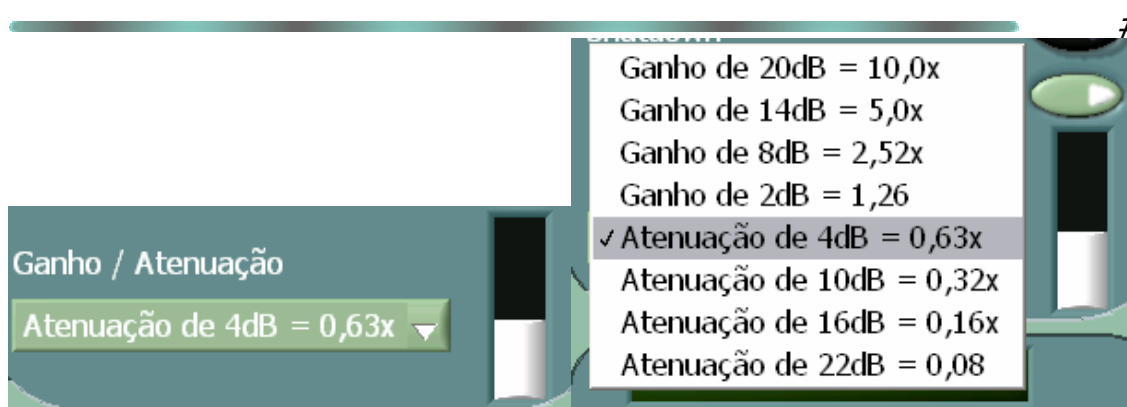 Ganho / Atenuação
Atenuação de 4dB = 0,63x
Ganho de 20dB = 10,0x
Ganho de 14dB = 5,0x
Ganho de 8dB = 2,52x
Ganho de 2dB = 1,26
✓ Atenuação de 4dB = 0,63x
Atenuação de 10dB = 0,32x
Atenuação de 16dB = 0,16x
Atenuação de 22dB = 0,08